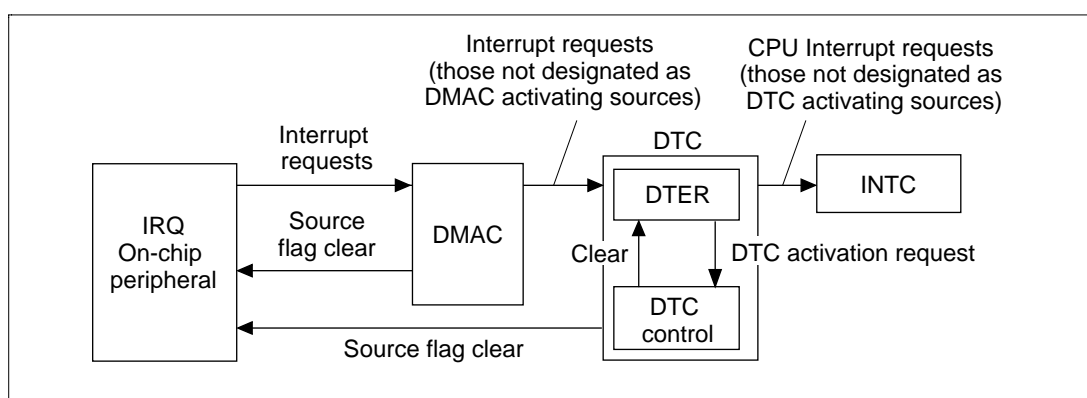 Interrupt requests
(those not designated as
DMAC activating sources)
CPU Interrupt requests
(those not designated as
DTC activating sources)
Interrupt
requests
DTC
IRQ
On-chip
peripheral
Source
flag clear
DMAC
DTER
INTC
Clear
DTC activation request
DTC
control
Source flag clear